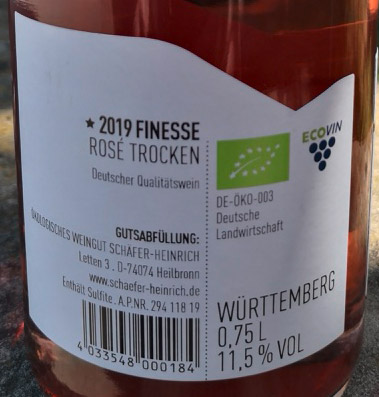 ★ 2019 FINESSE
ROSÉ TROCKEN
Deutscher Qualitätswein
GUTSABFÜLLUNG:
ÖKOLOGISCHES WEINGUT SCHÄFER-HEINRICH
Letten 3 . D-74074 Heilbronn
www.schaefer-heinrich.de
Enthält Sulfite. A.P.NR. 294 118 19
4 033548 000184
ECOVIN
DE-ÖKO-003
Deutsche
Landwirtschaft
WÜRTTEMBERG
0,75 L
11,5 % VOL